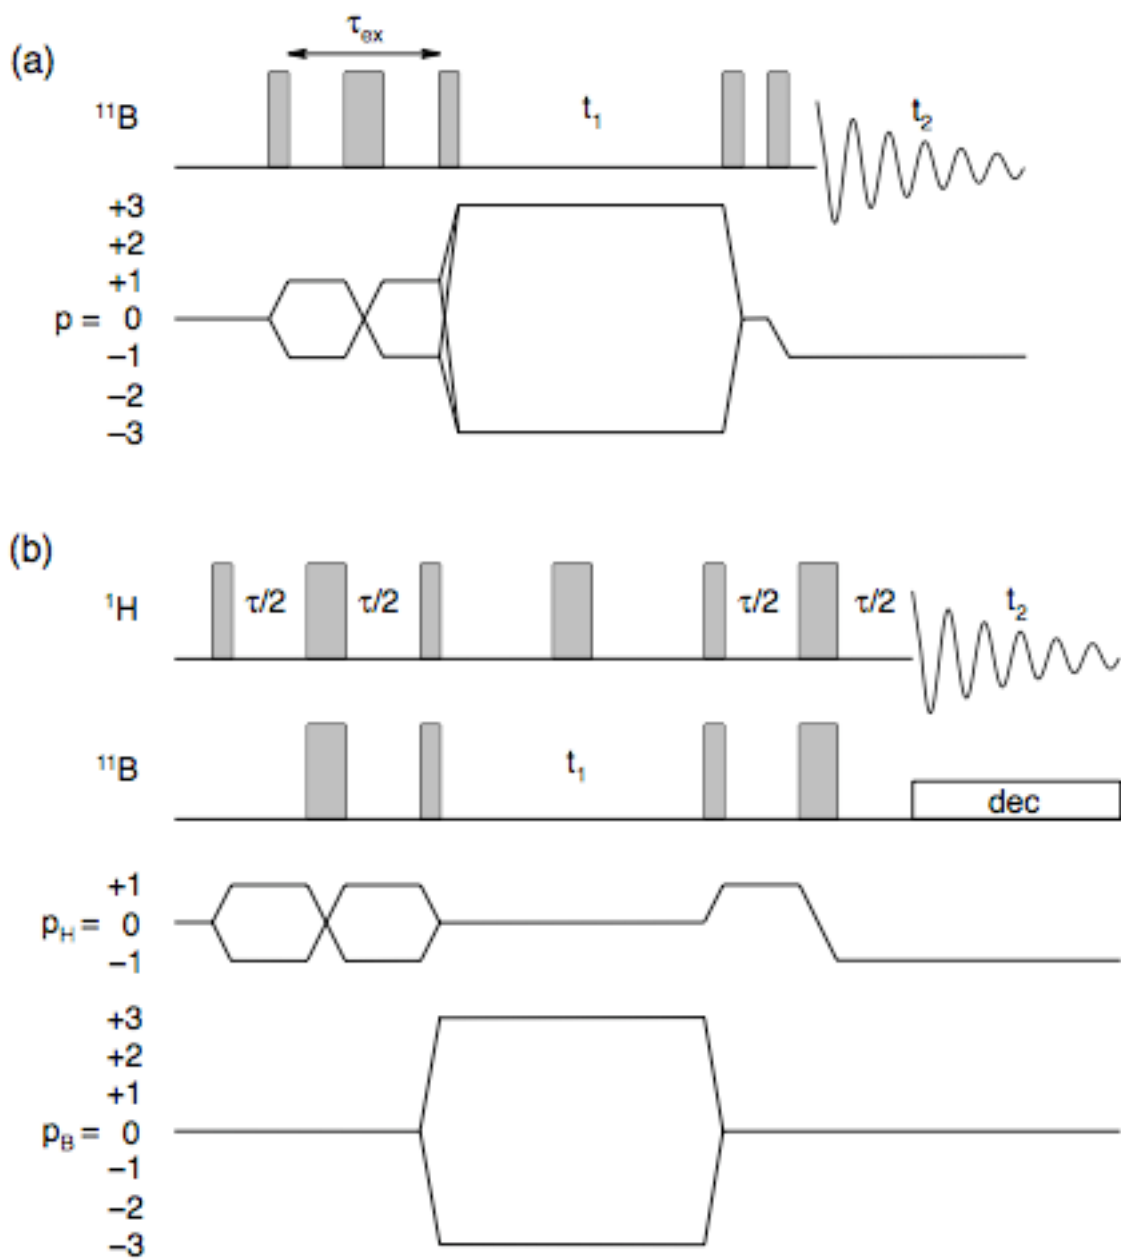 (a)
τex
11B
t1
t2
+3
+2
+1
p = 0
–1
–2
–3
(b)
1H
τ/2 τ/2 τ/2 τ/2
t2
11B
t1
dec
+1
pH = 0
–1
+3
+2
+1
pB = 0
–1
–2
–3